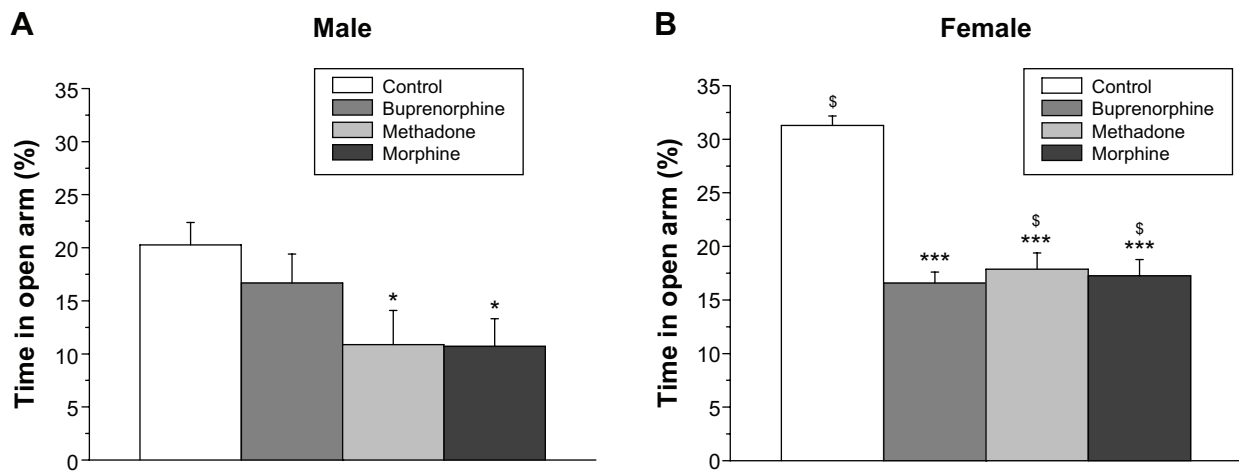 A
Male
Control
Buprenorphine
Methadone
Morphine
Time in open arm (%)
35
30
25
20
15
10
5
0
*
*
B
Female
Control
Buprenorphine
Methadone
Morphine
Time in open arm (%)
35
30
25
20
15
10
5
0
$
***
$
***
$
***